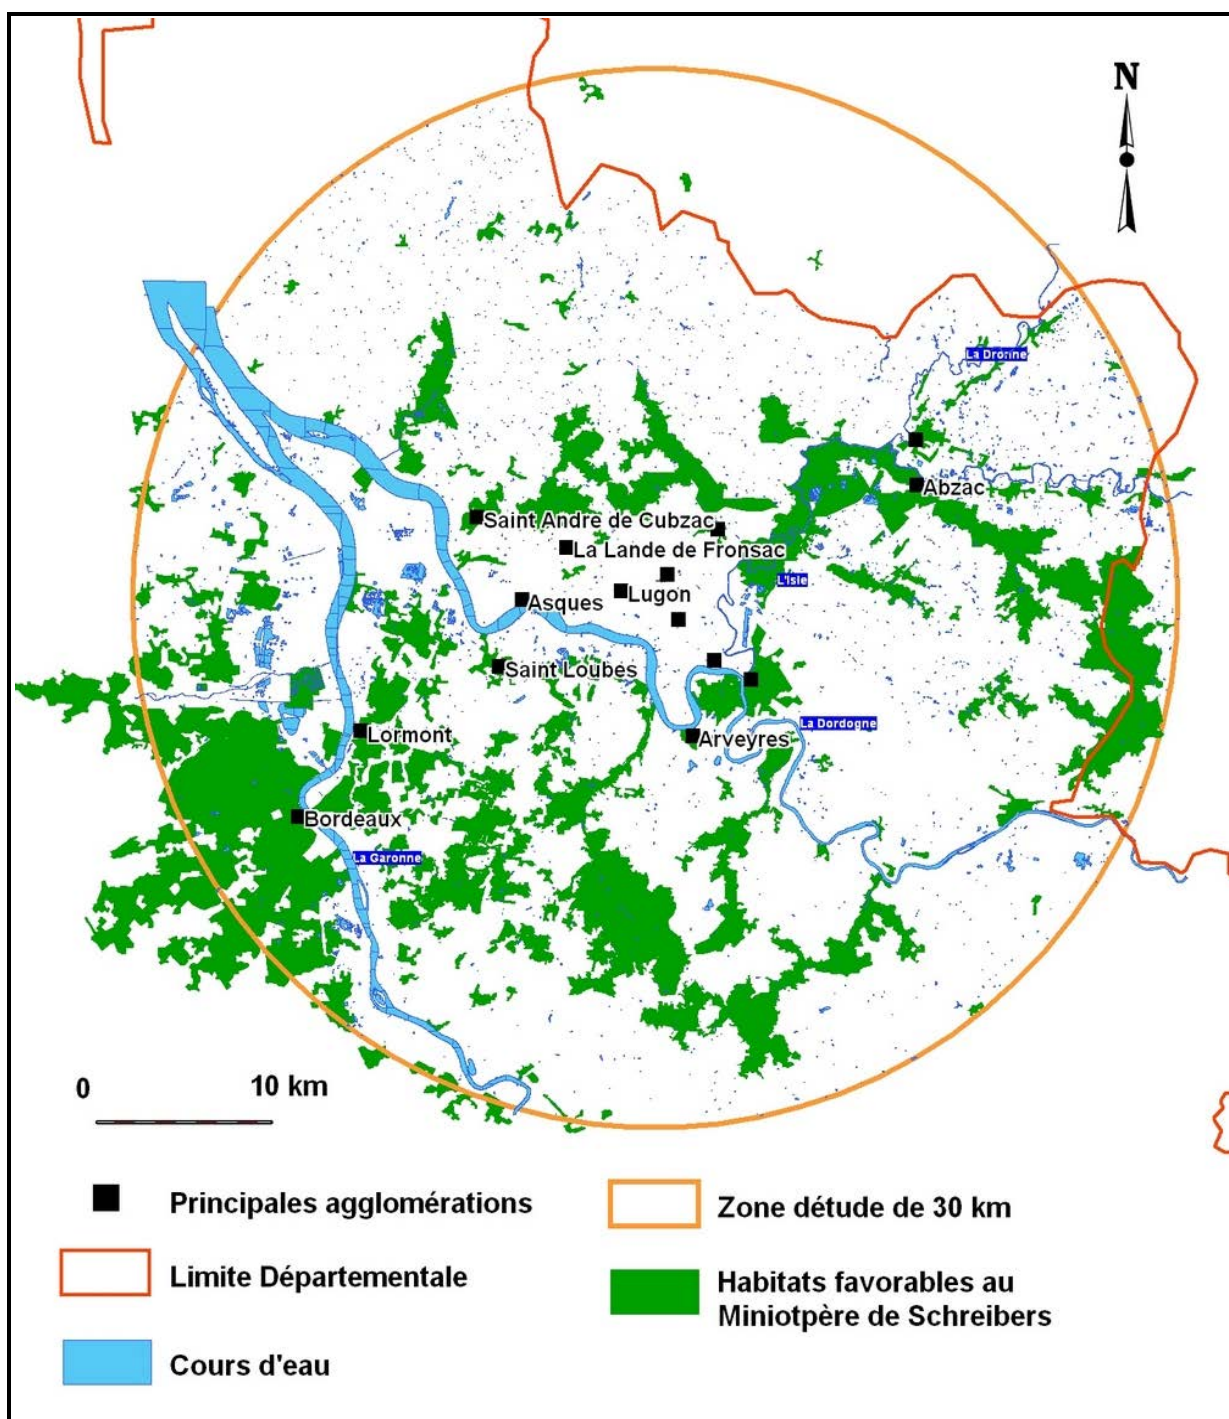 N
La Dronne
Abzac
Saint Andre de Cubzac
La Lande de Fronsac
L'Isle
Lugon
Asques
Saint Loubes
La Dordogne
Lormont
Arveyres
Bordeaux
La Garonne
0 10 km
Principales agglomérations
Zone détude de 30 km
Limite Départementale
Habitats favorables au
Miniotpère de Schreibers
Cours d'eau